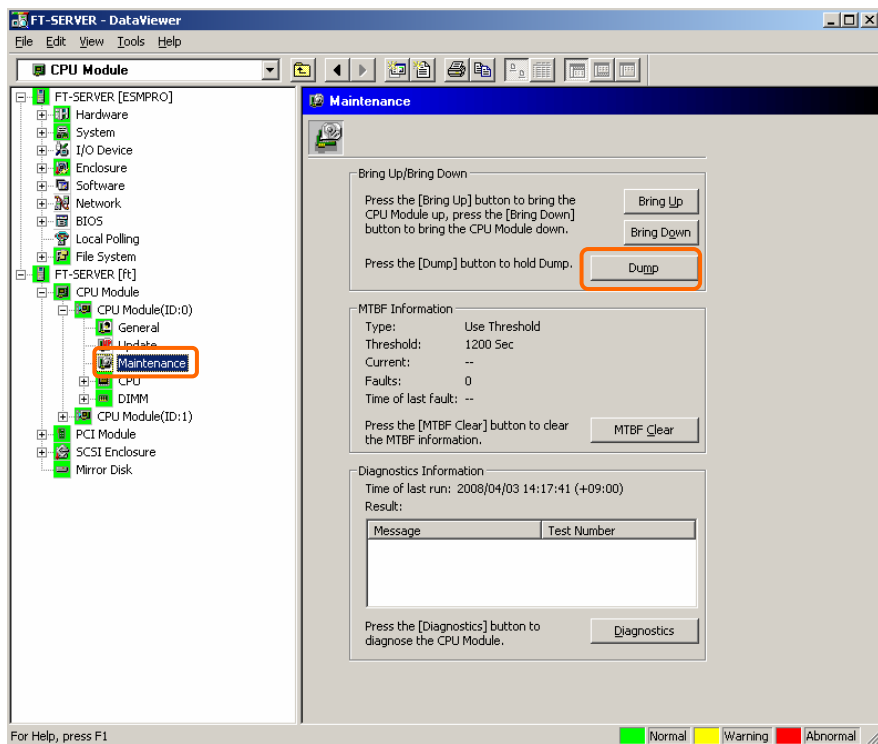 FT-SERVER - DataViewer
File Edit View Tools Help
CPU Module
FT-SERVER [ESMPRO]
Hardware
System
I/O Device
Enclosure
Software
Network
BIOS
Local Polling
File System
FT-SERVER [ft]
CPU Module
CPU Module(ID:0)
General
Update
Maintenance
CPU
DIMM
CPU Module(ID:1)
PCI Module
SCSI Enclosure
Mirror Disk
Maintenance
Bring Up/Bring Down
Press the [Bring Up] button to bring the
CPU Module up, press the [Bring Down]
button to bring the CPU Module down.
Bring Up
Bring Down
Press the [Dump] button to hold Dump.
Dump
MTBF Information
Type: Use Threshold
Threshold: 1200 Sec
Current: --
Faults: 0
Time of last fault: --
Press the [MTBF Clear] button to clear
the MTBF information.
MTBF Clear
Diagnostics Information
Time of last run: 2008/04/03 14:17:41 (+09:00)
Result:
Message Test Number
Press the [Diagnostics] button to
diagnose the CPU Module.
Diagnostics
For Help, press F1
Normal Warning Abnormal